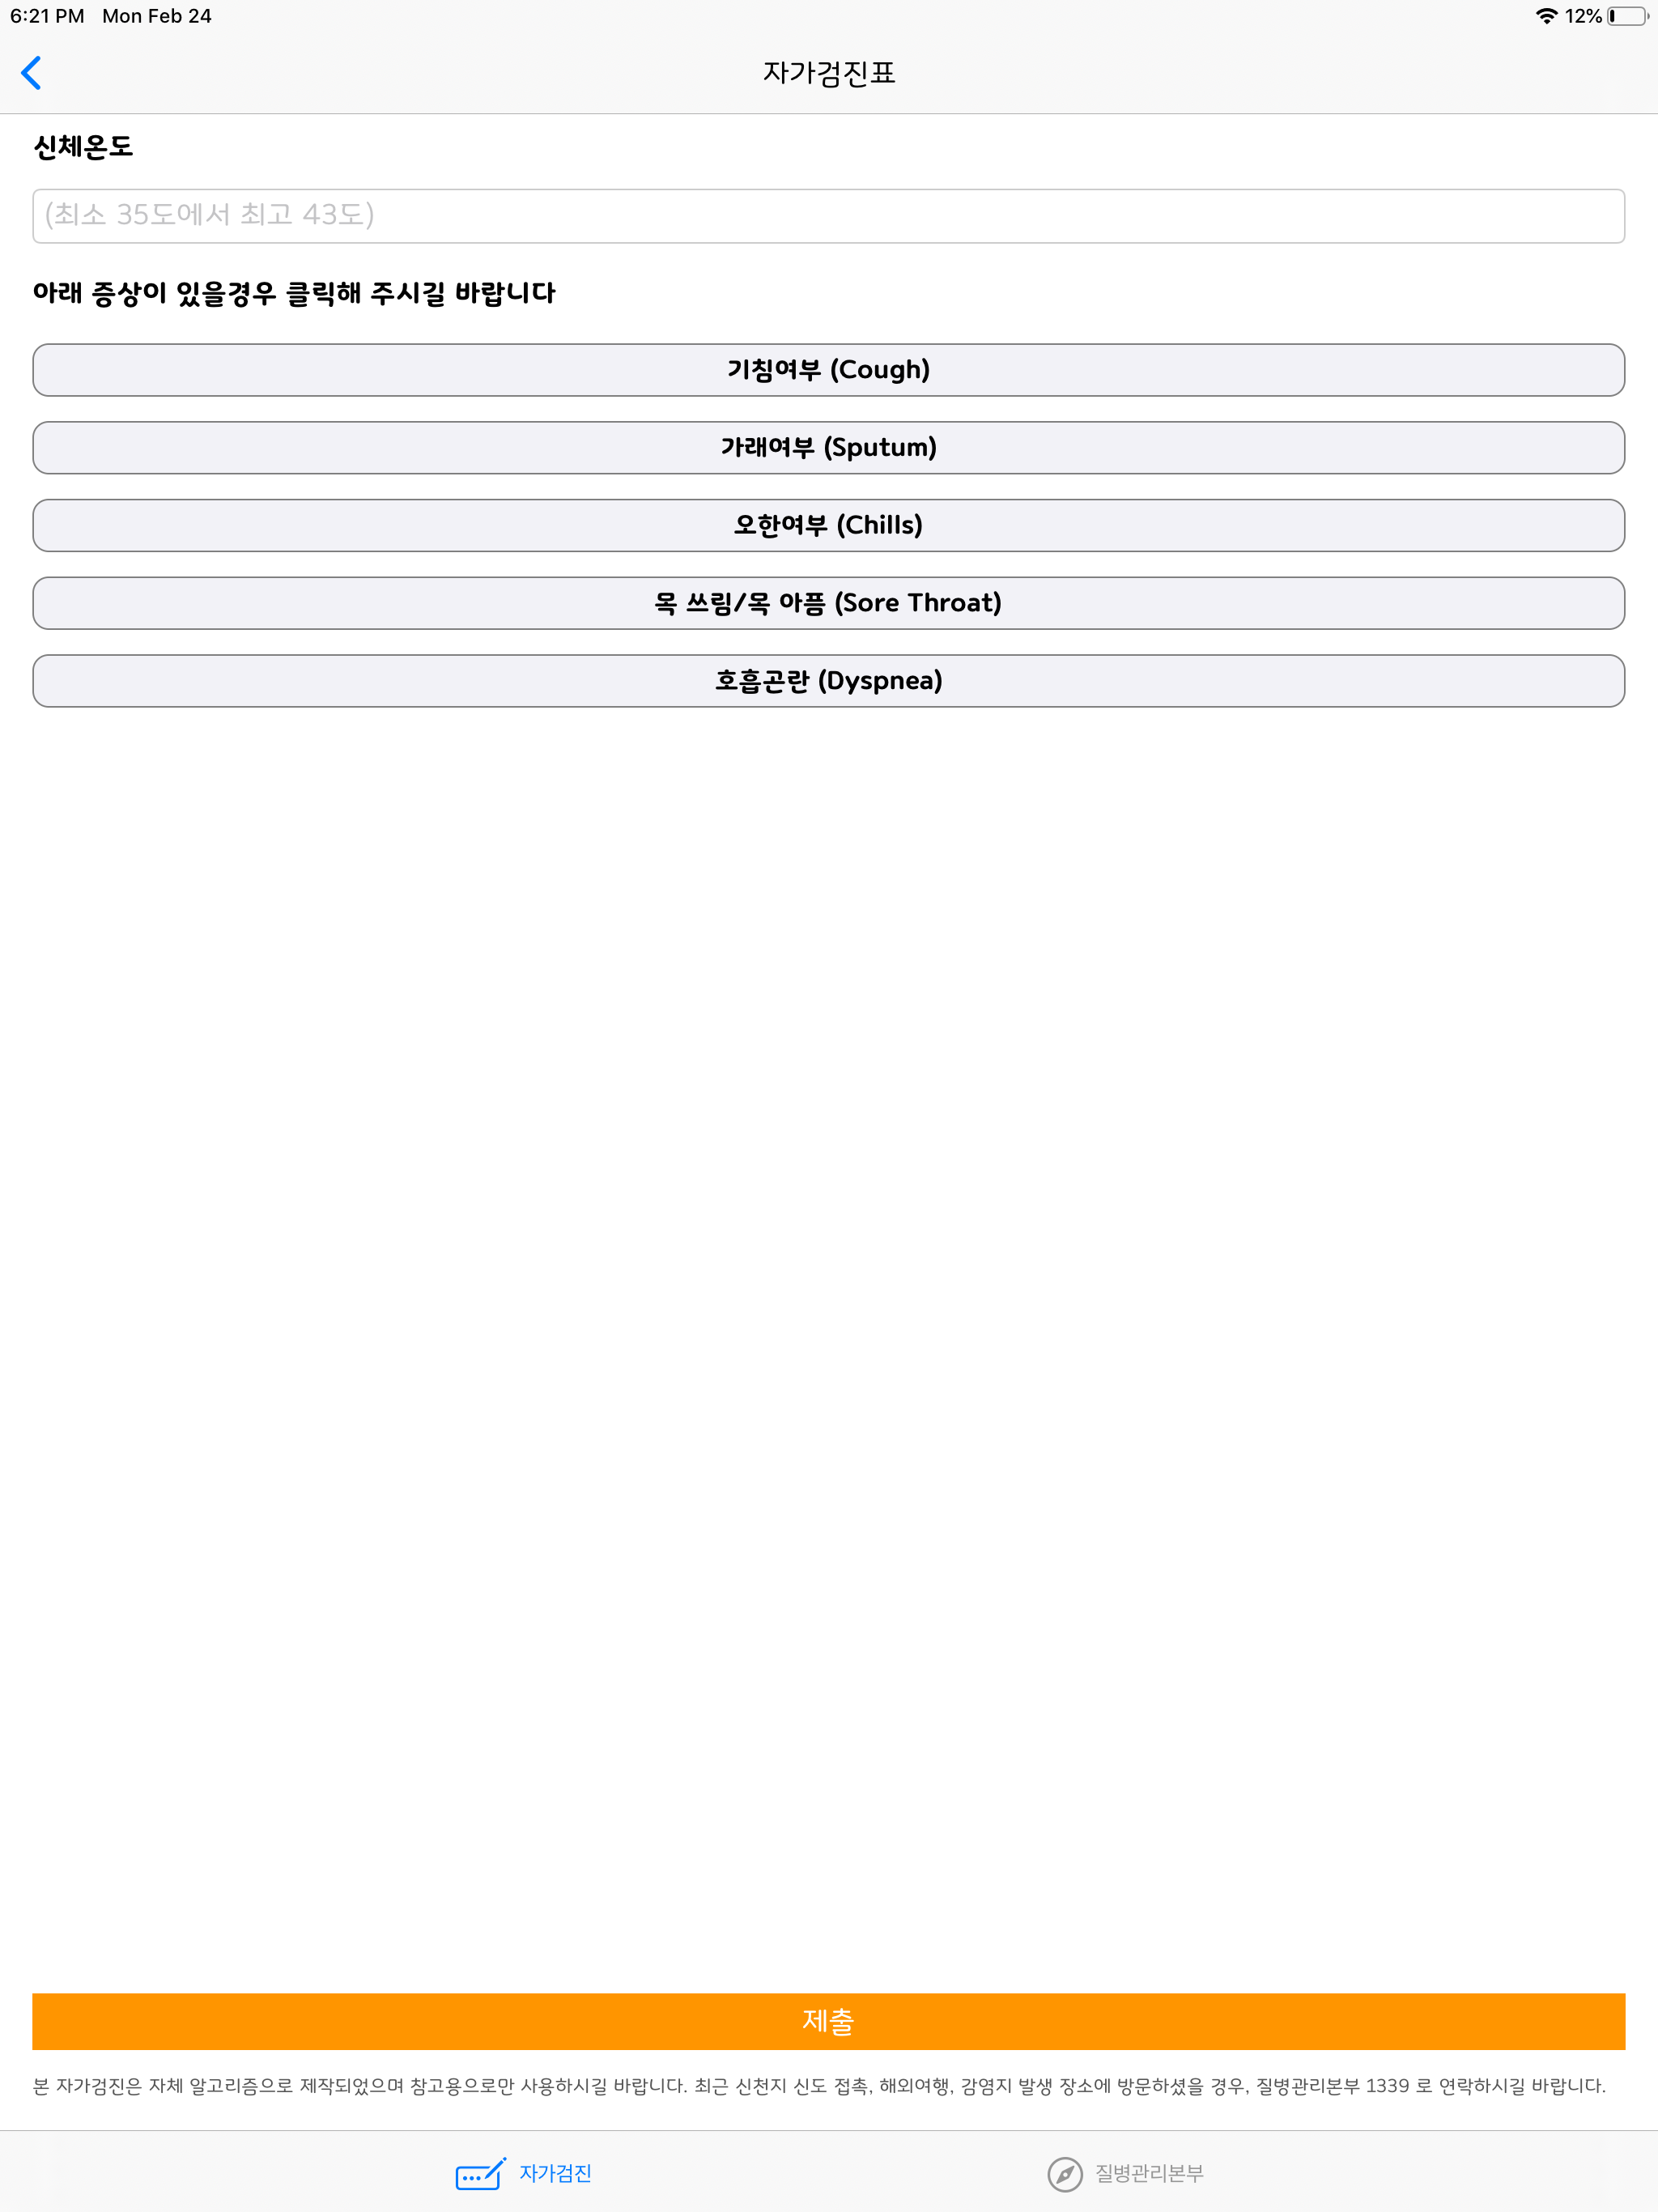 6:21 PM Mon Feb 24 12%
자가검진표
신체온도
(최소 35도에서 최고 43도)
아래 증상이 있을경우 클릭해 주시길 바랍니다
기침여부 (Cough)
가래여부 (Sputum)
오한여부 (Chills)
목 쓰림/목 아픔 (Sore Throat)
호흡곤란 (Dyspnea)
제출
본 자가검진은 자체 알고리즘으로 제작되었으며 참고용으로만 사용하시길 바랍니다. 최근 신천지 신도 접촉, 해외여행, 감염지 발생 장소에 방문하셨을 경우, 질병관리본부 1339 로 연락하시길 바랍니다.
자가검진 질병관리본부